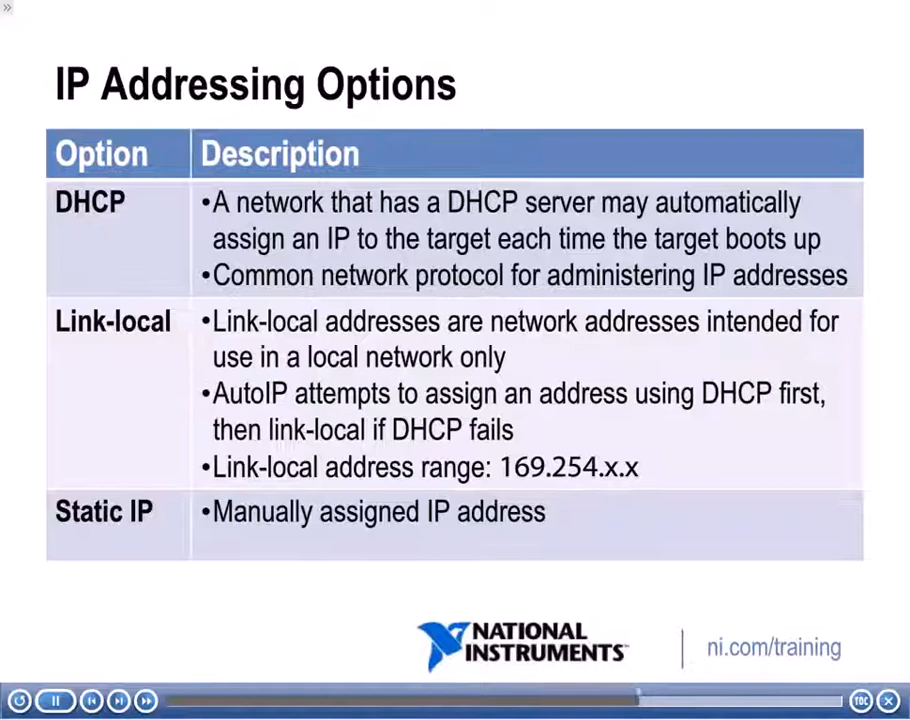 »
IP Addressing Options
Option Description
DHCP •A network that has a DHCP server may automatically
assign an IP to the target each time the target boots up
•Common network protocol for administering IP addresses
Link-local •Link-local addresses are network addresses intended for
use in a local network only
•AutoIP attempts to assign an address using DHCP first,
then link-local if DHCP fails
•Link-local address range: 169.254.x.x
Static IP •Manually assigned IP address
NATIONAL
INSTRUMENTS™
ni.com/training
TOC